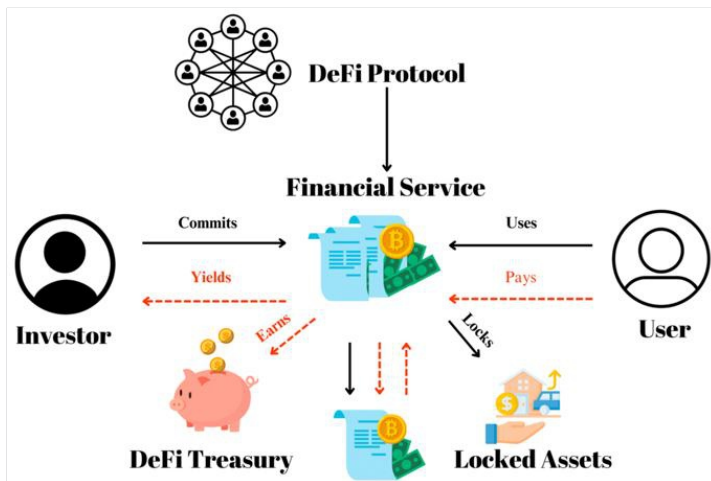 DeFi Protocol
Financial Service
Commits
Uses
Yields
Pays
Investor
Earns
Locks
User
DeFi Treasury
Locked Assets